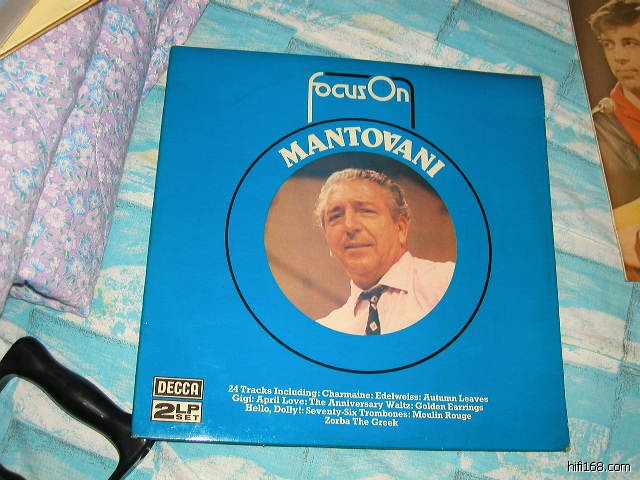 focusOn
MANTOVANI
DECCA
2LP
SET
24 Tracks Including: Charmaine: Edelweiss: Autumn Leaves
Gigi: April Love: The Anniversary Waltz: Golden Earrings
Hello, Dolly!: Seventy-Six Trombones: Moulin Rouge
Zorba The Greek
hifi168.com